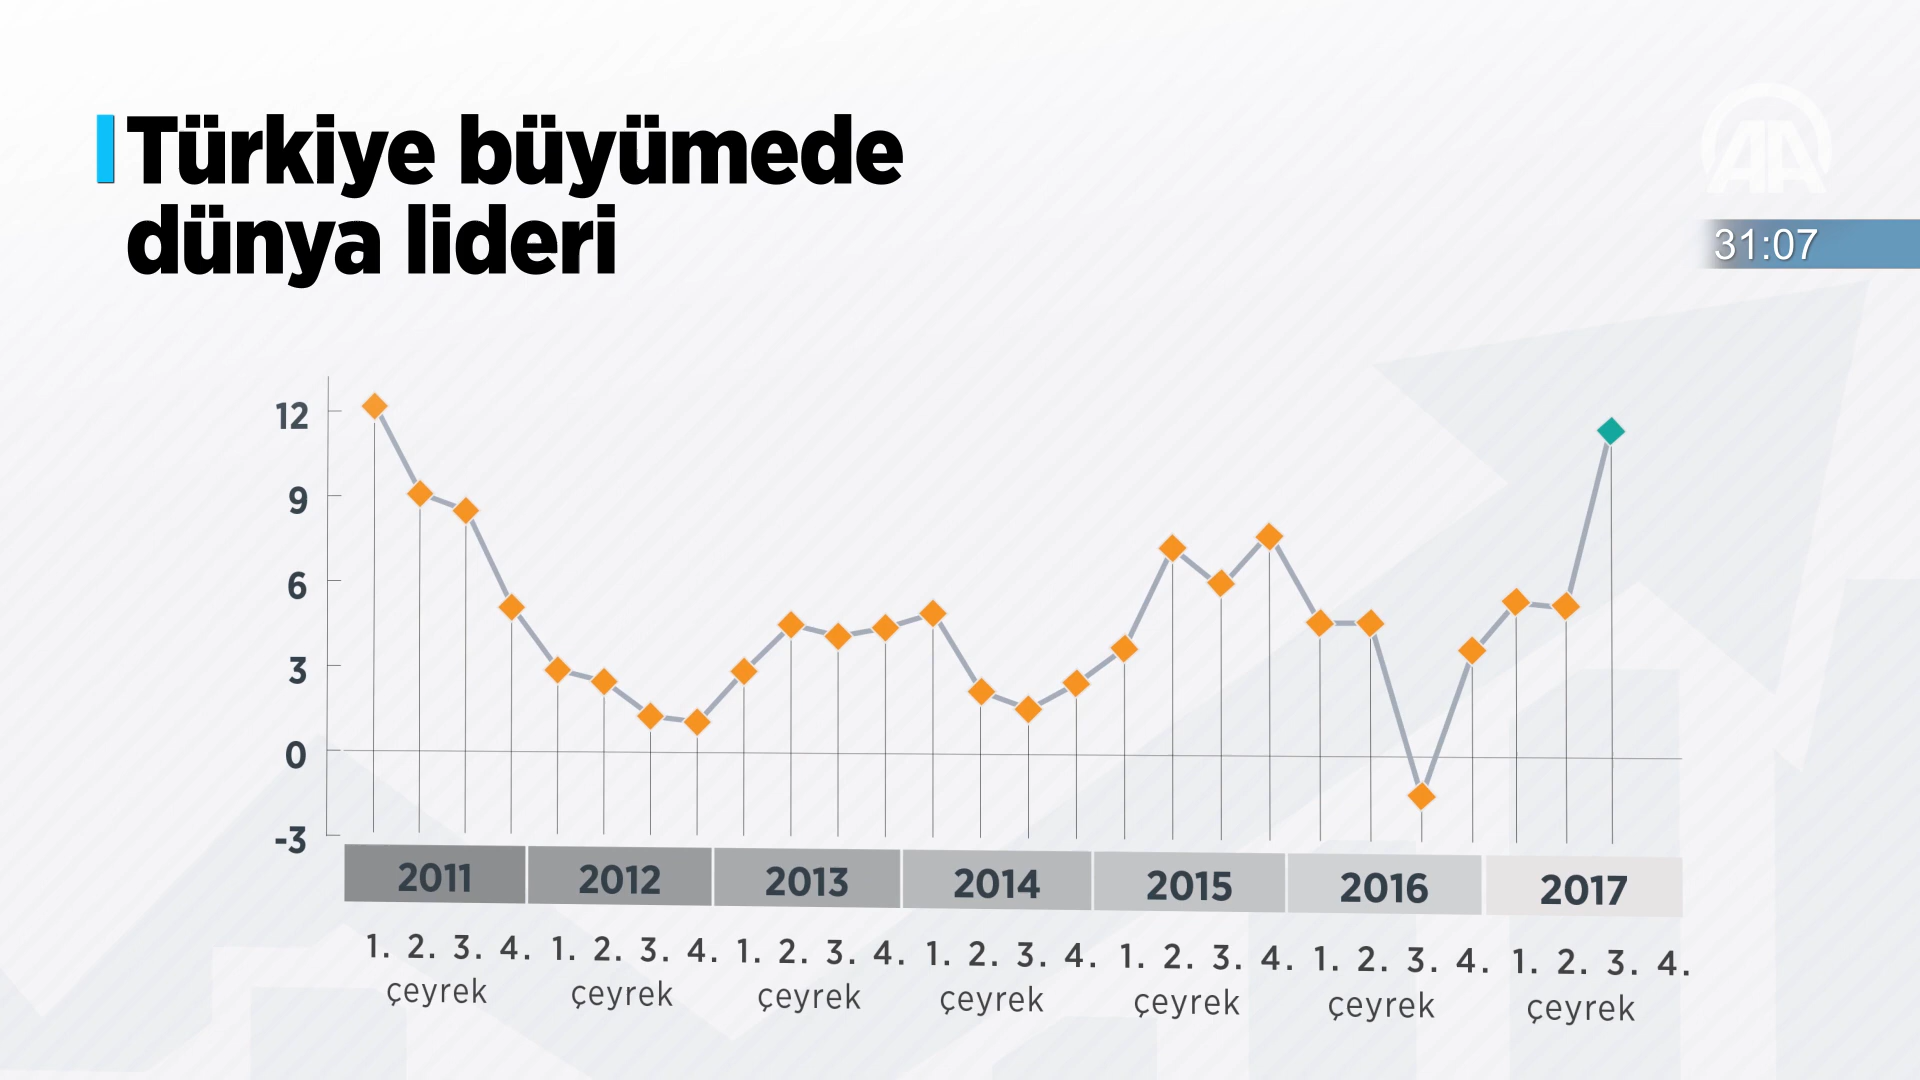 Türkiye büyümede
dünya lideri
AA
31:07
12
9
6
3
0
-3
2011 2012 2013 2014 2015 2016 2017
1. 2. 3. 4. 1. 2. 3. 4. 1. 2. 3. 4. 1. 2. 3. 4. 1. 2. 3. 4. 1. 2. 3. 4. 1. 2. 3. 4.
çeyrek çeyrek çeyrek çeyrek çeyrek çeyrek çeyrek